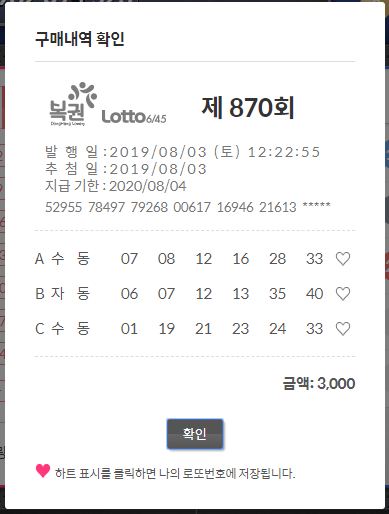 구매내역 확인
복권 Lotto6/45 제 870회
발 행 일 : 2019/08/03 (토) 12:22:55
추 첨 일 : 2019/08/03
지급 기한 : 2020/08/04
52955 78497 79268 00617 16946 21613 *****
A 수 동 07 08 12 16 28 33 ♡
B 자 동 06 07 12 13 35 40 ♡
C 수 동 01 19 21 23 24 33 ♡
금액: 3,000
확인
♥ 하트 표시를 클릭하면 나의 로또번호에 저장됩니다.